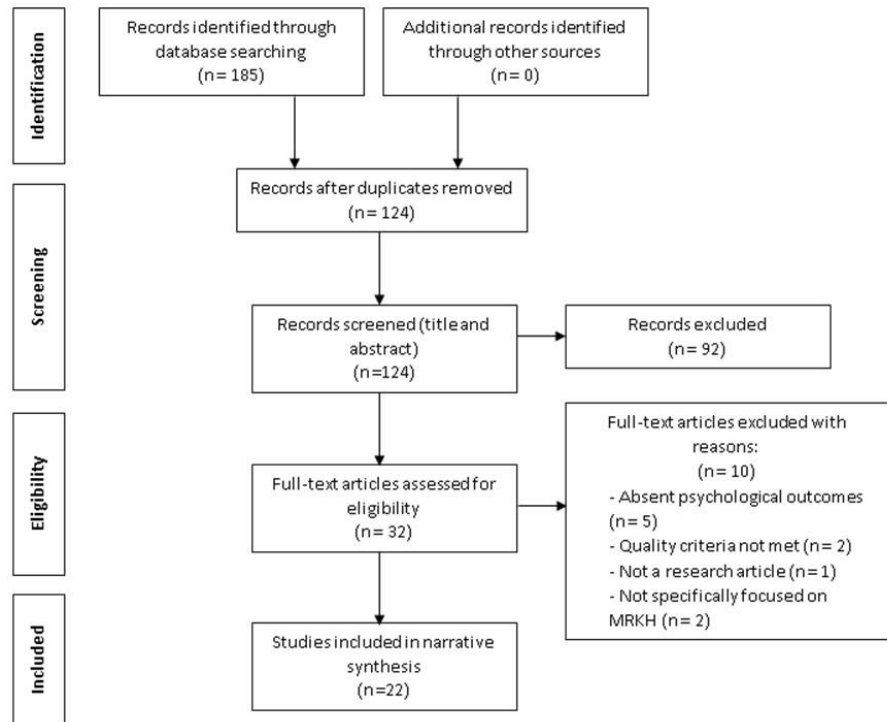 Identification
Records identified through
database searching
(n= 185)
Additional records identified
through other sources
(n= 0)
Screening
Records after duplicates removed
(n= 124)
Records screened (title and
abstract)
(n=124)
Records excluded
(n= 92)
Eligibility
Full-text articles assessed for
eligibility
(n= 32)
Full-text articles excluded with
reasons:
(n= 10)
- Absent psychological outcomes
(n= 5)
- Quality criteria not met (n= 2)
- Not a research article (n=1)
- Not specifically focused on
MRKH (n= 2)
Included
Studies included in narrative
synthesis
(n=22)